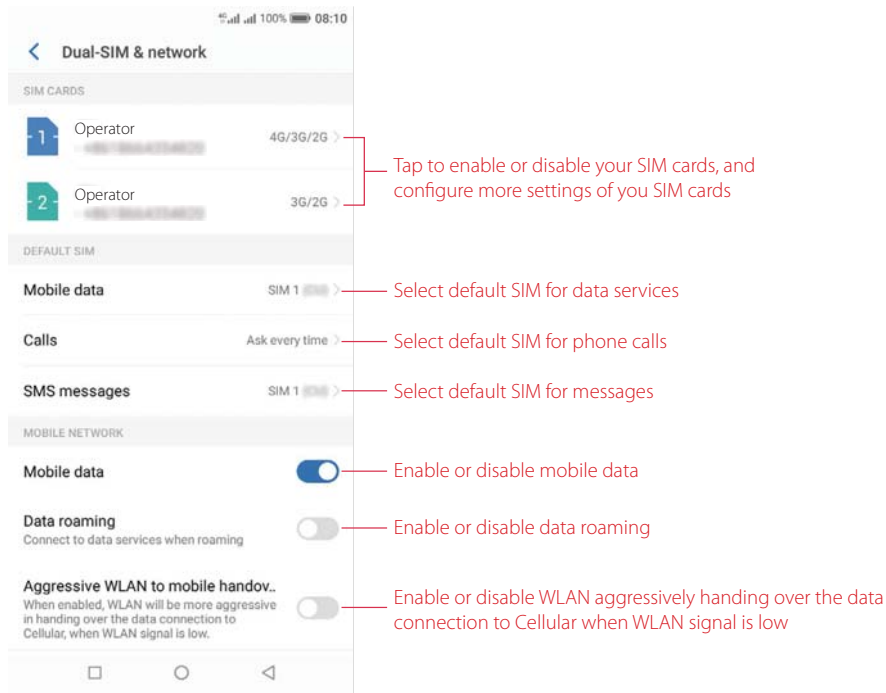 4G 100% 08:10
Dual-SIM & network
SIM CARDS
1 Operator 4G/3G/2G
Tap to enable or disable your SIM cards, and
configure more settings of you SIM cards
2 Operator 3G/2G
DEFAULT SIM
Mobile data SIM 1 Select default SIM for data services
Calls Ask every time Select default SIM for phone calls
SMS messages SIM 1 Select default SIM for messages
MOBILE NETWORK
Mobile data Enable or disable mobile data
Data roaming
Connect to data services when roaming
Enable or disable data roaming
Aggressive WLAN to mobile handov..
When enabled, WLAN will be more aggressive
in handing over the data connection to
Cellular, when WLAN signal is low.
Enable or disable WLAN aggressively handing over the data
connection to Cellular when WLAN signal is low